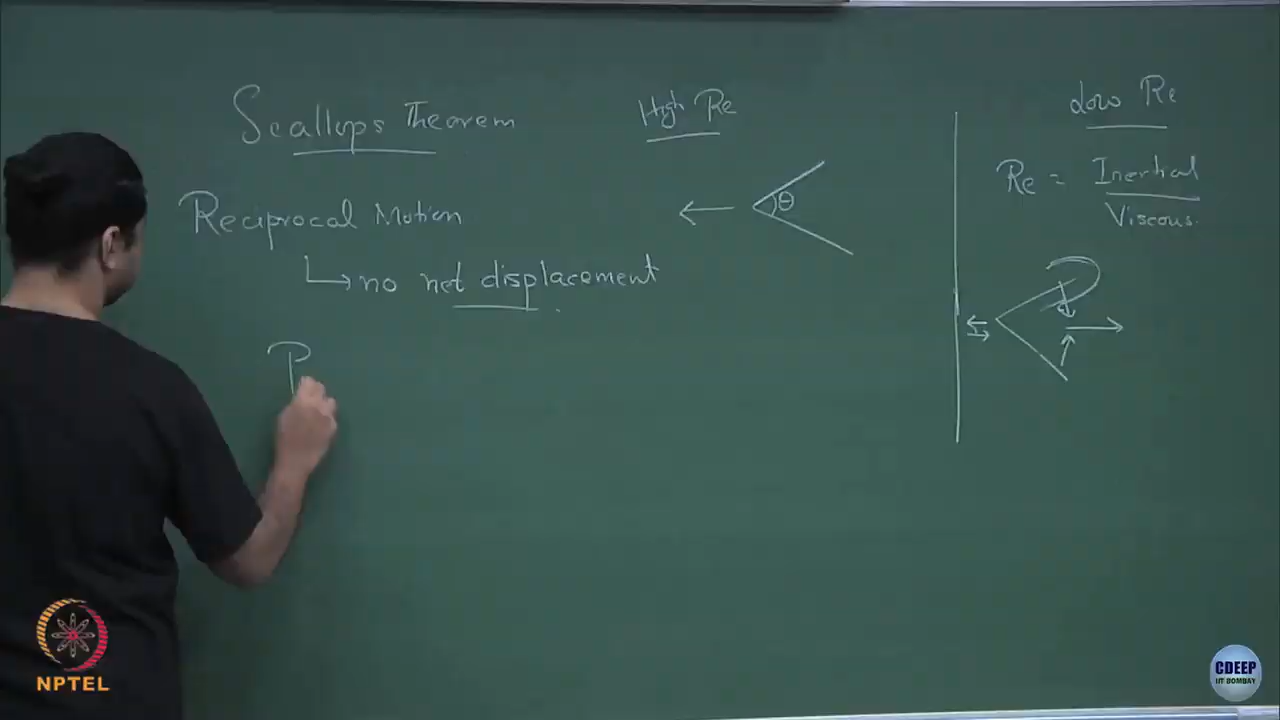 Scallops Theorem
Reciprocal Motion
no net displacement
P
High Re
θ
Low Re
Re = Inertial
Viscous
NPTEL
CDEEP
IIT BOMBAY